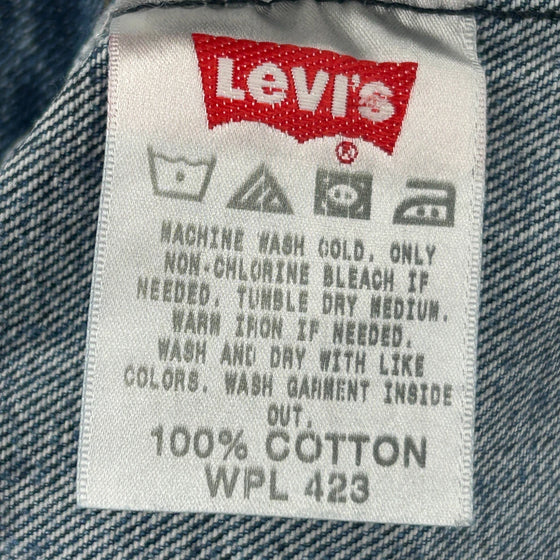 Levi's
®
MACHINE WASH COLD. ONLY
NON-CHLORINE BLEACH IF
NEEDED. TUMBLE DRY MEDIUM.
WARM IRON IF NEEDED.
WASH AND DRY WITH LIKE
COLORS. WASH GARMENT INSIDE
OUT.
100% COTTON
WPL 423